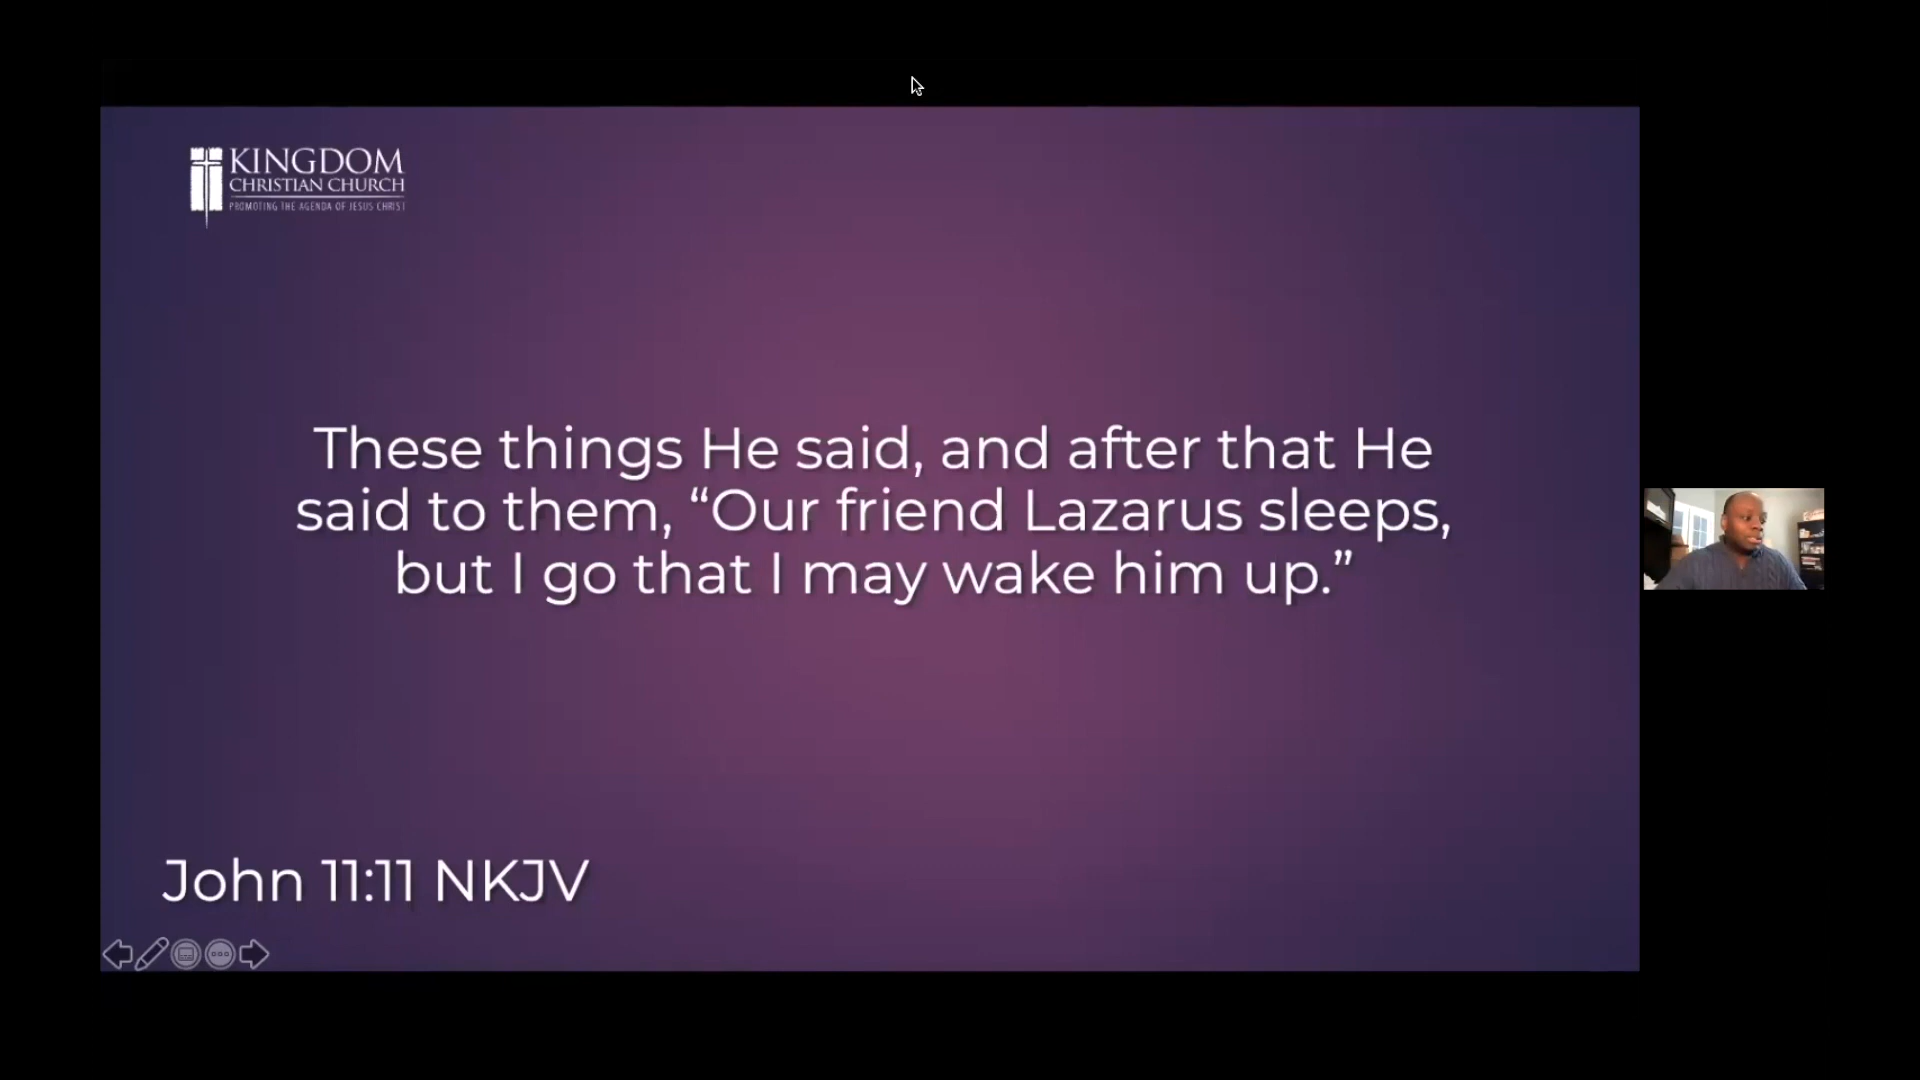 KINGDOM
CHRISTIAN CHURCH
PROMOTING THE AGENDA OF JESUS CHRIST
These things He said, and after that He
said to them, “Our friend Lazarus sleeps,
but I go that I may wake him up.”
John 11:11 NKJV